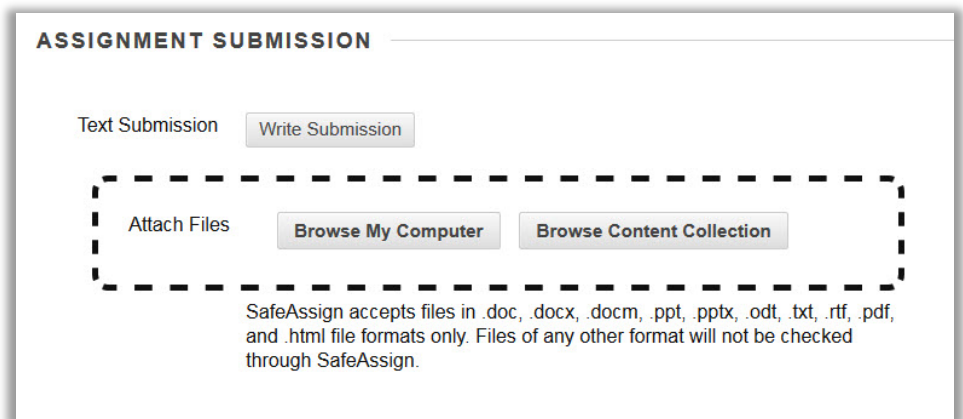 ASSIGNMENT SUBMISSION
Text Submission Write Submission
Attach Files Browse My Computer Browse Content Collection
SafeAssign accepts files in .doc, .docx, .docm, .ppt, .pptx, .odt, .txt, .rtf, .pdf,
and .html file formats only. Files of any other format will not be checked
through SafeAssign.